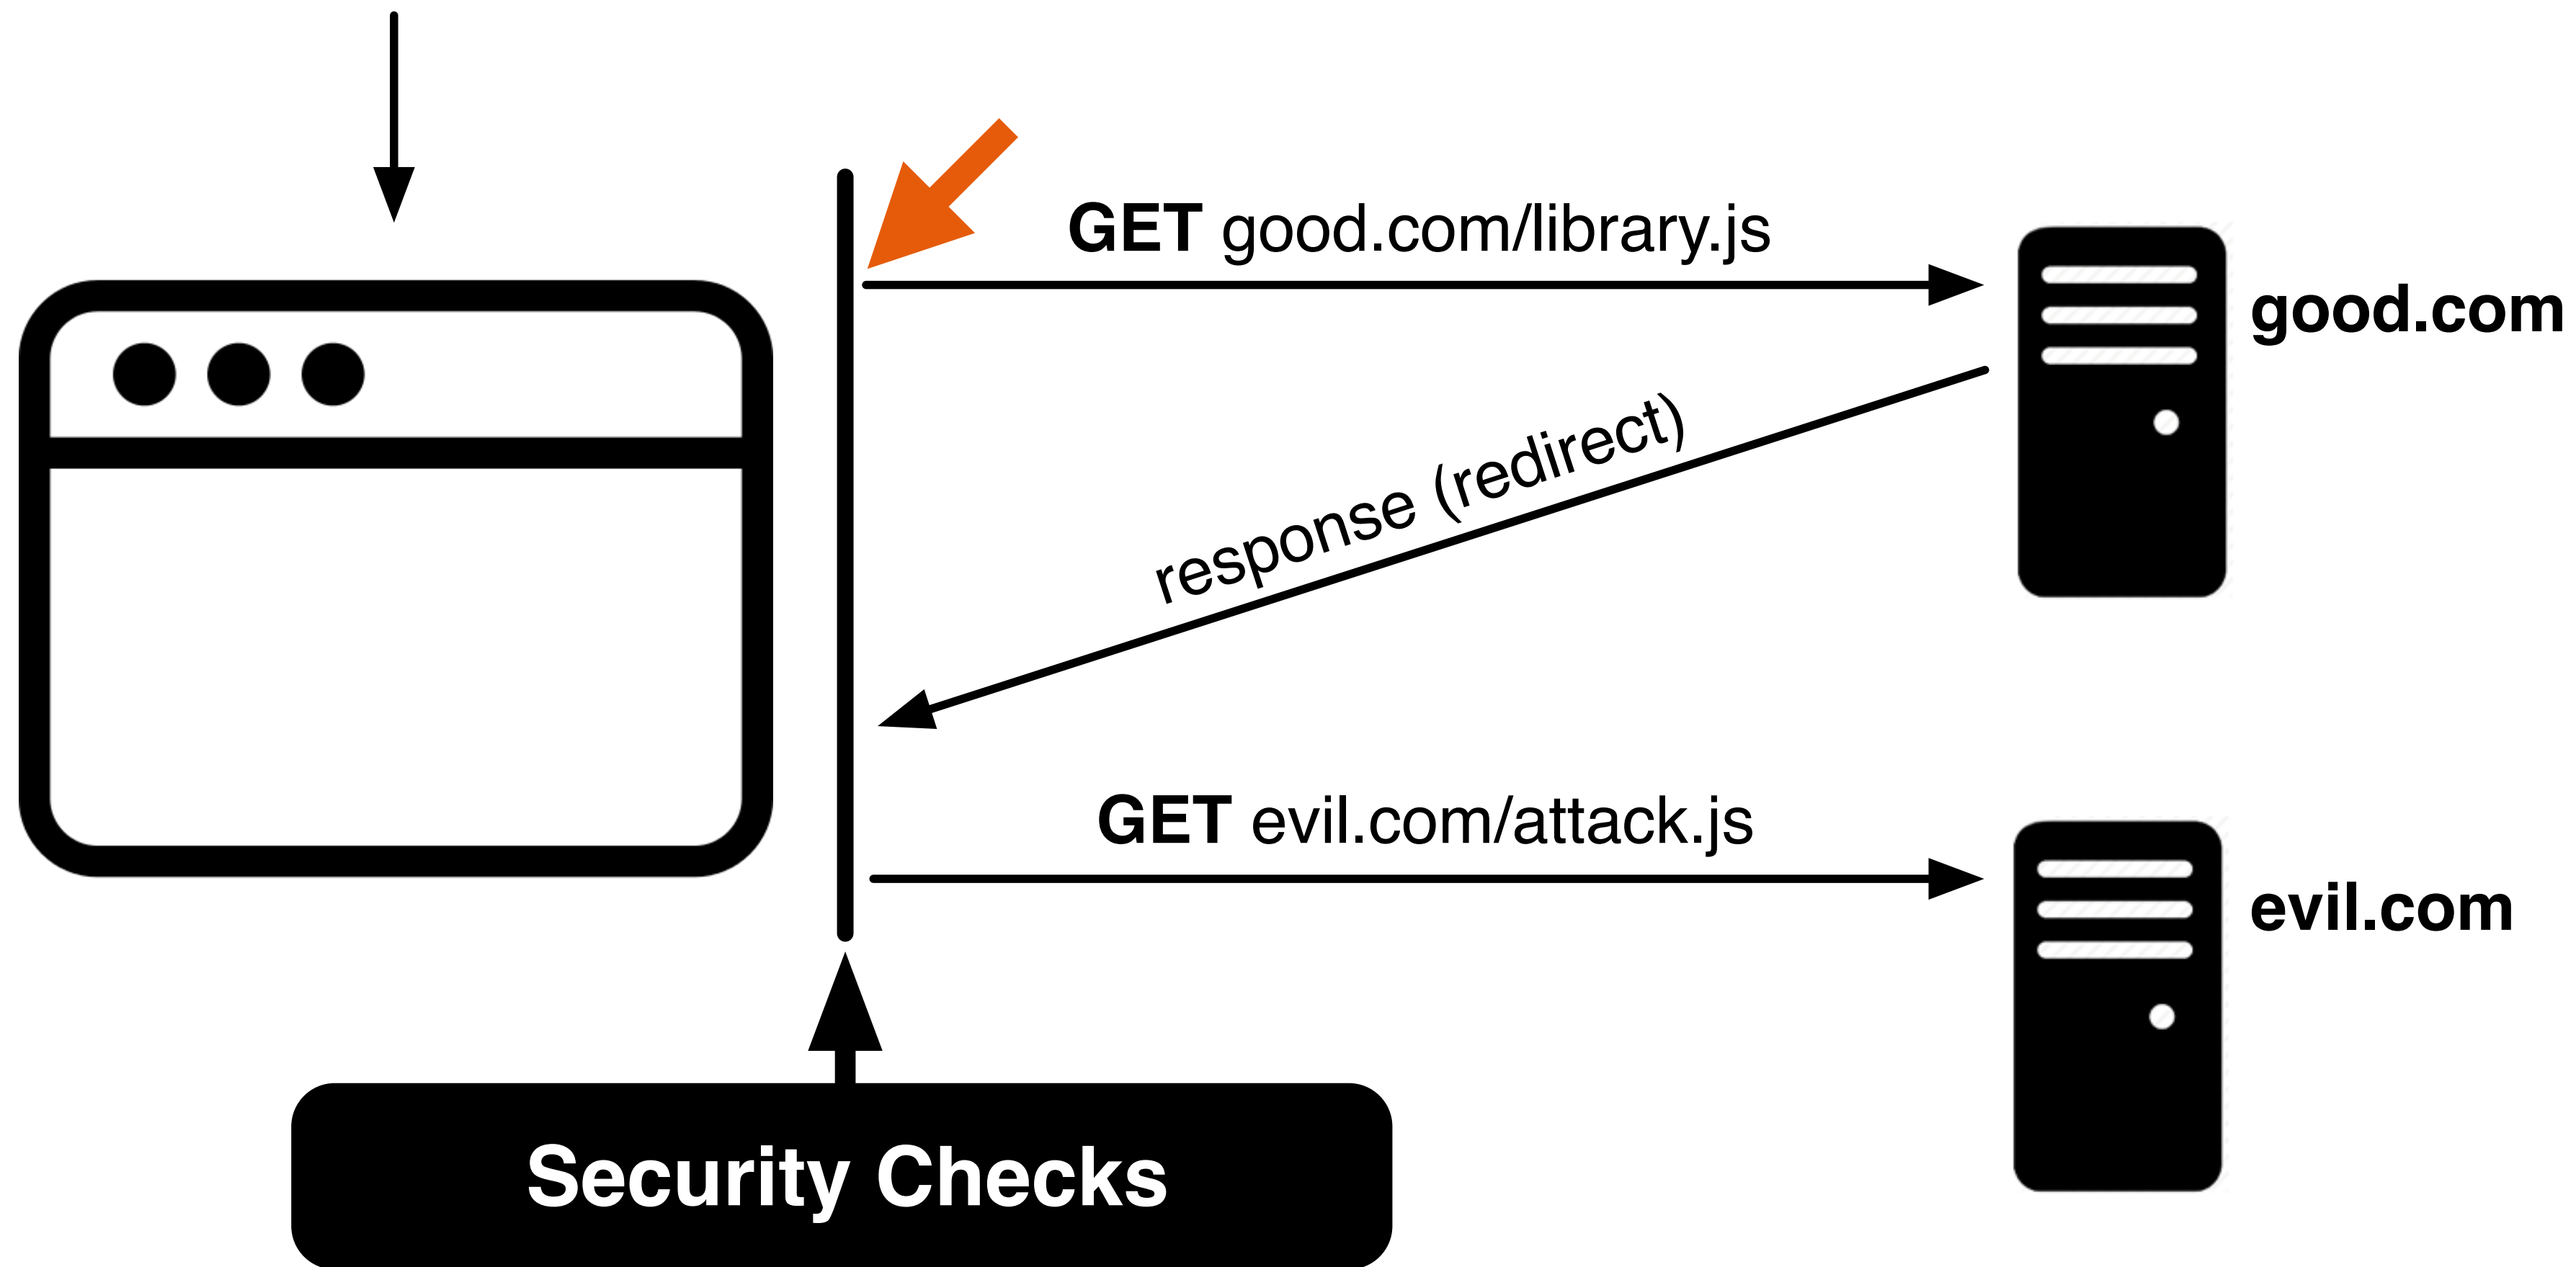 GET good.com/library.js
good.com
response (redirect)
GET evil.com/attack.js
evil.com
Security Checks